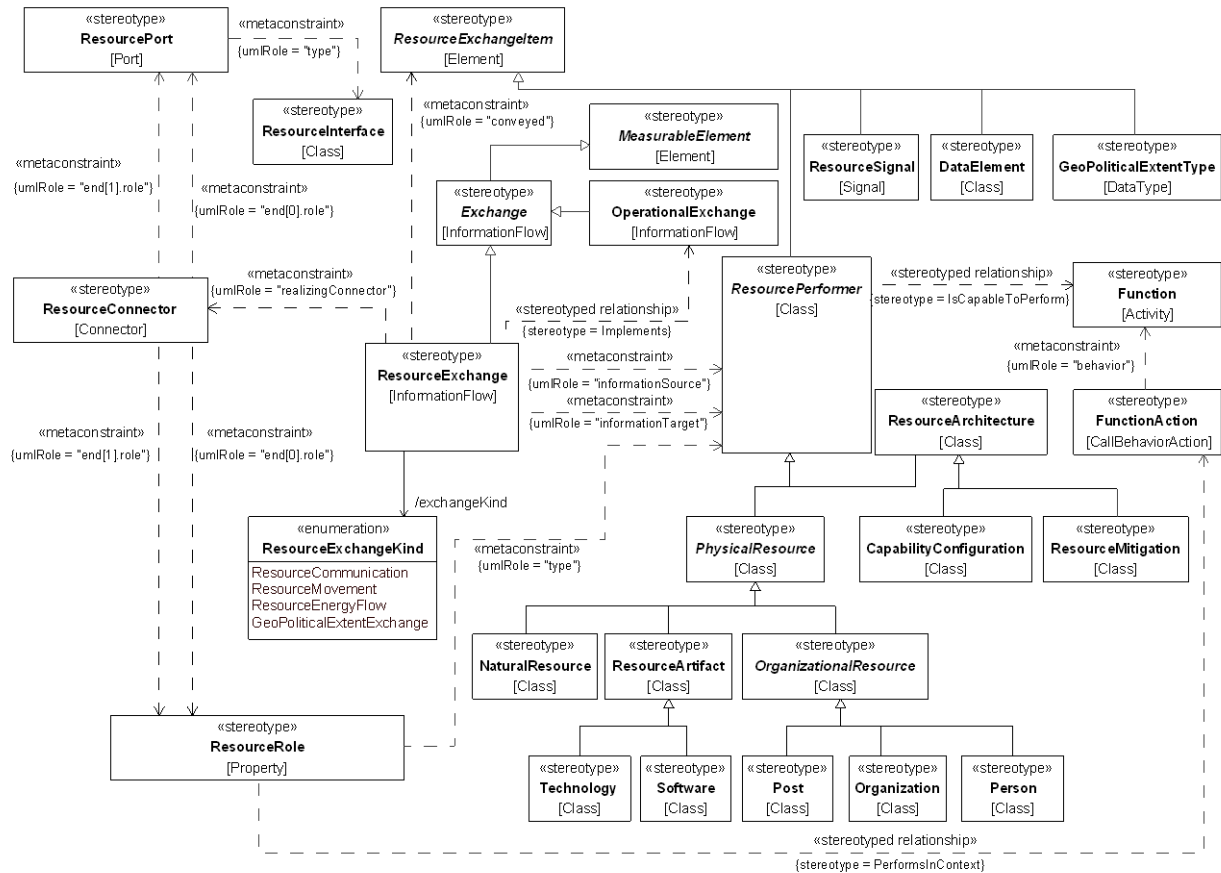 «stereotype»
ResourcePort
[Port]
«metaconstraint»
{umlRole = "type"}
«stereotype»
ResourceExchangeItem
[Element]
«stereotype»
ResourceInterface
[Class]
«metaconstraint»
{umlRole = "conveyed"}
«stereotype»
MeasurableElement
[Element]
«stereotype»
ResourceSignal
[Signal]
«stereotype»
DataElement
[Class]
«stereotype»
GeoPoliticalExtentType
[DataType]
«metaconstraint»
{umlRole = "end[1].role"}
«metaconstraint»
{umlRole = "end[0].role"}
«stereotype»
Exchange
[InformationFlow]
«stereotype»
OperationalExchange
[InformationFlow]
«stereotype»
ResourceConnector
[Connector]
«metaconstraint»
{umlRole = "realizingConnector"}
«stereotyped relationship»
{stereotype = Implements}
«stereotype»
ResourcePerformer
[Class]
«stereotyped relationship»
{stereotype = IsCapableToPerform}
«stereotype»
Function
[Activity]
«metaconstraint»
{umlRole = "behavior"}
«stereotype»
ResourceExchange
[InformationFlow]
«metaconstraint»
{umlRole = "informationSource"}
«metaconstraint»
{umlRole = "informationTarget"}
«stereotype»
ResourceArchitecture
[Class]
«stereotype»
FunctionAction
[CallBehaviorAction]
«metaconstraint»
{umlRole = "end[1].role"}
«metaconstraint»
{umlRole = "end[0].role"}
/exchangeKind
«enumeration»
ResourceExchangeKind
ResourceCommunication
ResourceMovement
ResourceEnergyFlow
GeoPoliticalExtentExchange
«metaconstraint»
{umlRole = "type"}
«stereotype»
PhysicalResource
[Class]
«stereotype»
CapabilityConfiguration
[Class]
«stereotype»
ResourceMitigation
[Class]
«stereotype»
NaturalResource
[Class]
«stereotype»
ResourceArtifact
[Class]
«stereotype»
OrganizationalResource
[Class]
«stereotype»
ResourceRole
[Property]
«stereotype»
Technology
[Class]
«stereotype»
Software
[Class]
«stereotype»
Post
[Class]
«stereotype»
Organization
[Class]
«stereotype»
Person
[Class]
«stereotyped relationship»
{stereotype = PerformsInContext}